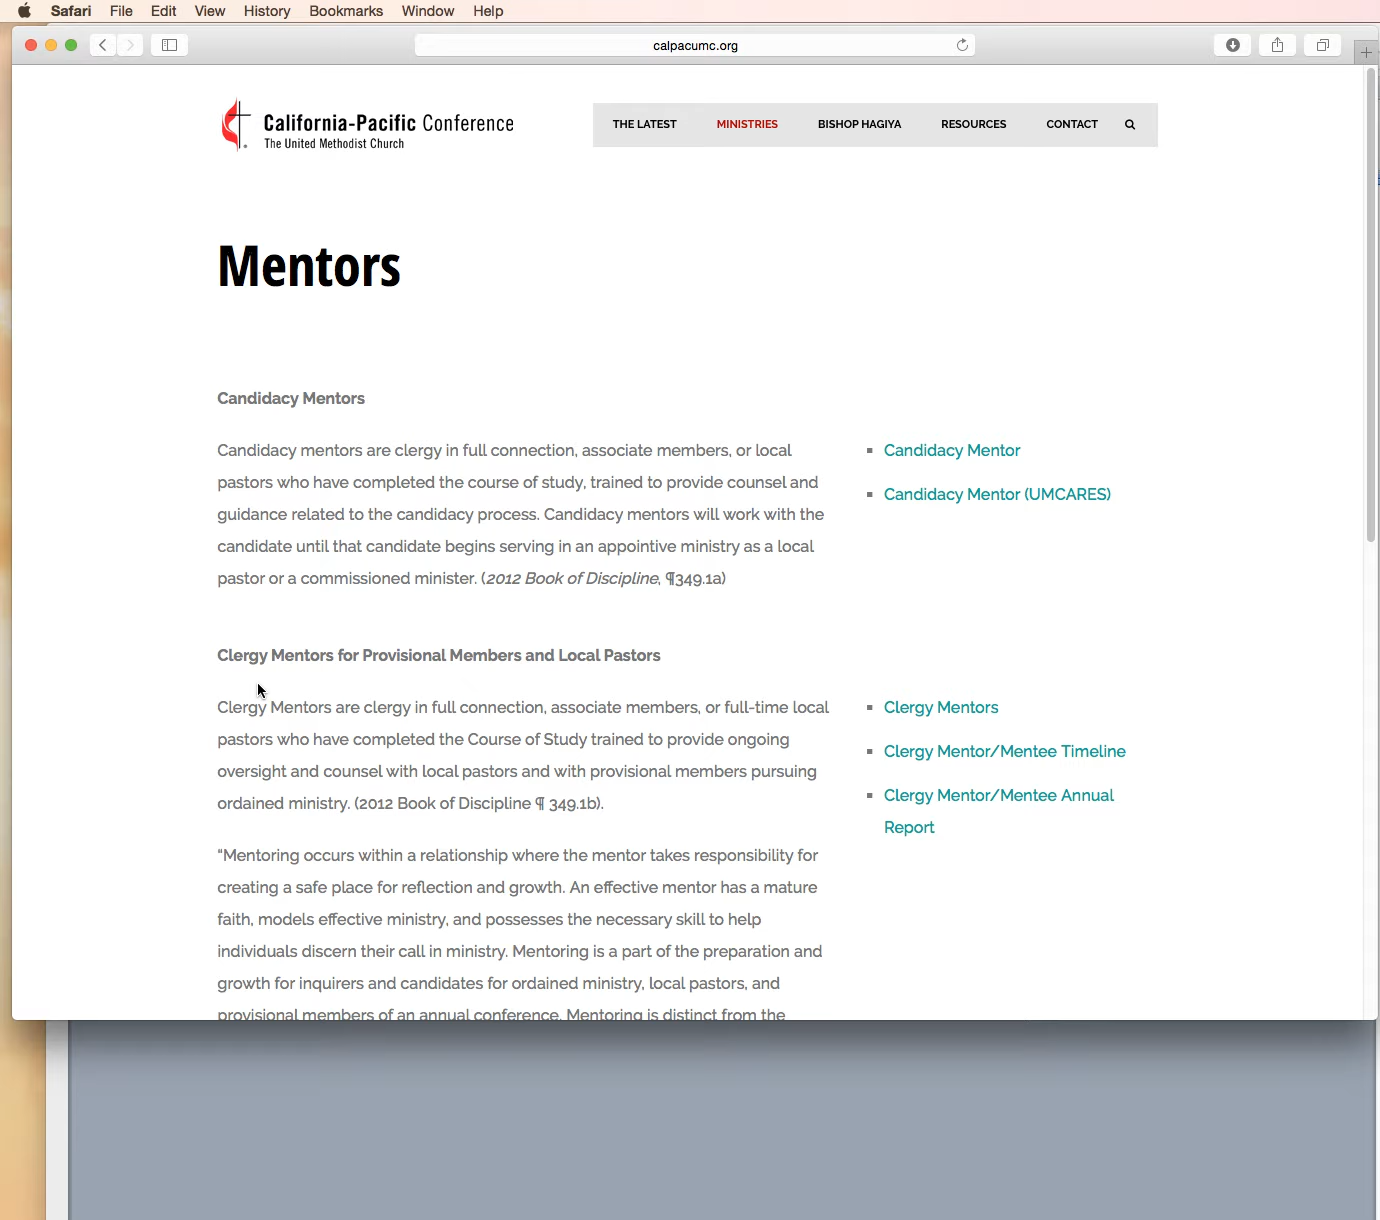 Safari File Edit View History Bookmarks Window Help
calpacumc.org
California-Pacific Conference
The United Methodist Church
THE LATEST MINISTRIES BISHOP HAGIYA RESOURCES CONTACT
Mentors
Candidacy Mentors
Candidacy mentors are clergy in full connection, associate members, or local
pastors who have completed the course of study, trained to provide counsel and
guidance related to the candidacy process. Candidacy mentors will work with the
candidate until that candidate begins serving in an appointive ministry as a local
pastor or a commissioned minister. (2012 Book of Discipline, ¶349.1a)
▪ Candidacy Mentor
▪ Candidacy Mentor (UMCARES)
Clergy Mentors for Provisional Members and Local Pastors
Clergy Mentors are clergy in full connection, associate members, or full-time local
pastors who have completed the Course of Study trained to provide ongoing
oversight and counsel with local pastors and with provisional members pursuing
ordained ministry. (2012 Book of Discipline ¶ 349.1b).
“Mentoring occurs within a relationship where the mentor takes responsibility for
creating a safe place for reflection and growth. An effective mentor has a mature
faith, models effective ministry, and possesses the necessary skill to help
individuals discern their call in ministry. Mentoring is a part of the preparation and
growth for inquirers and candidates for ordained ministry, local pastors, and
provisional members of an annual conference. Mentoring is distinct from the
▪ Clergy Mentors
▪ Clergy Mentor/Mentee Timeline
▪ Clergy Mentor/Mentee Annual
Report